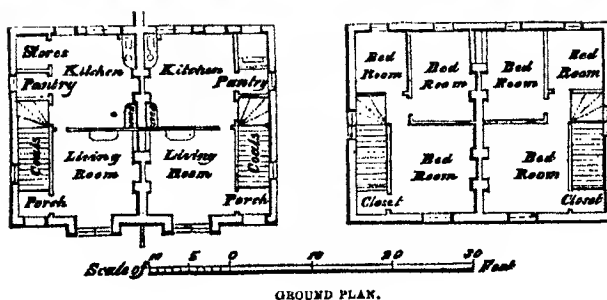 Stores
Kitchen Kitchen
Pantry Pantry
Coals Living Room Living Room Coals
Porch Porch
Bed Room Bed Room Bed Room Bed Room
Bed Room Bed Room
Closet Closet
Scale of 10 5 0 10 20 30 Feet
GROUND PLAN.